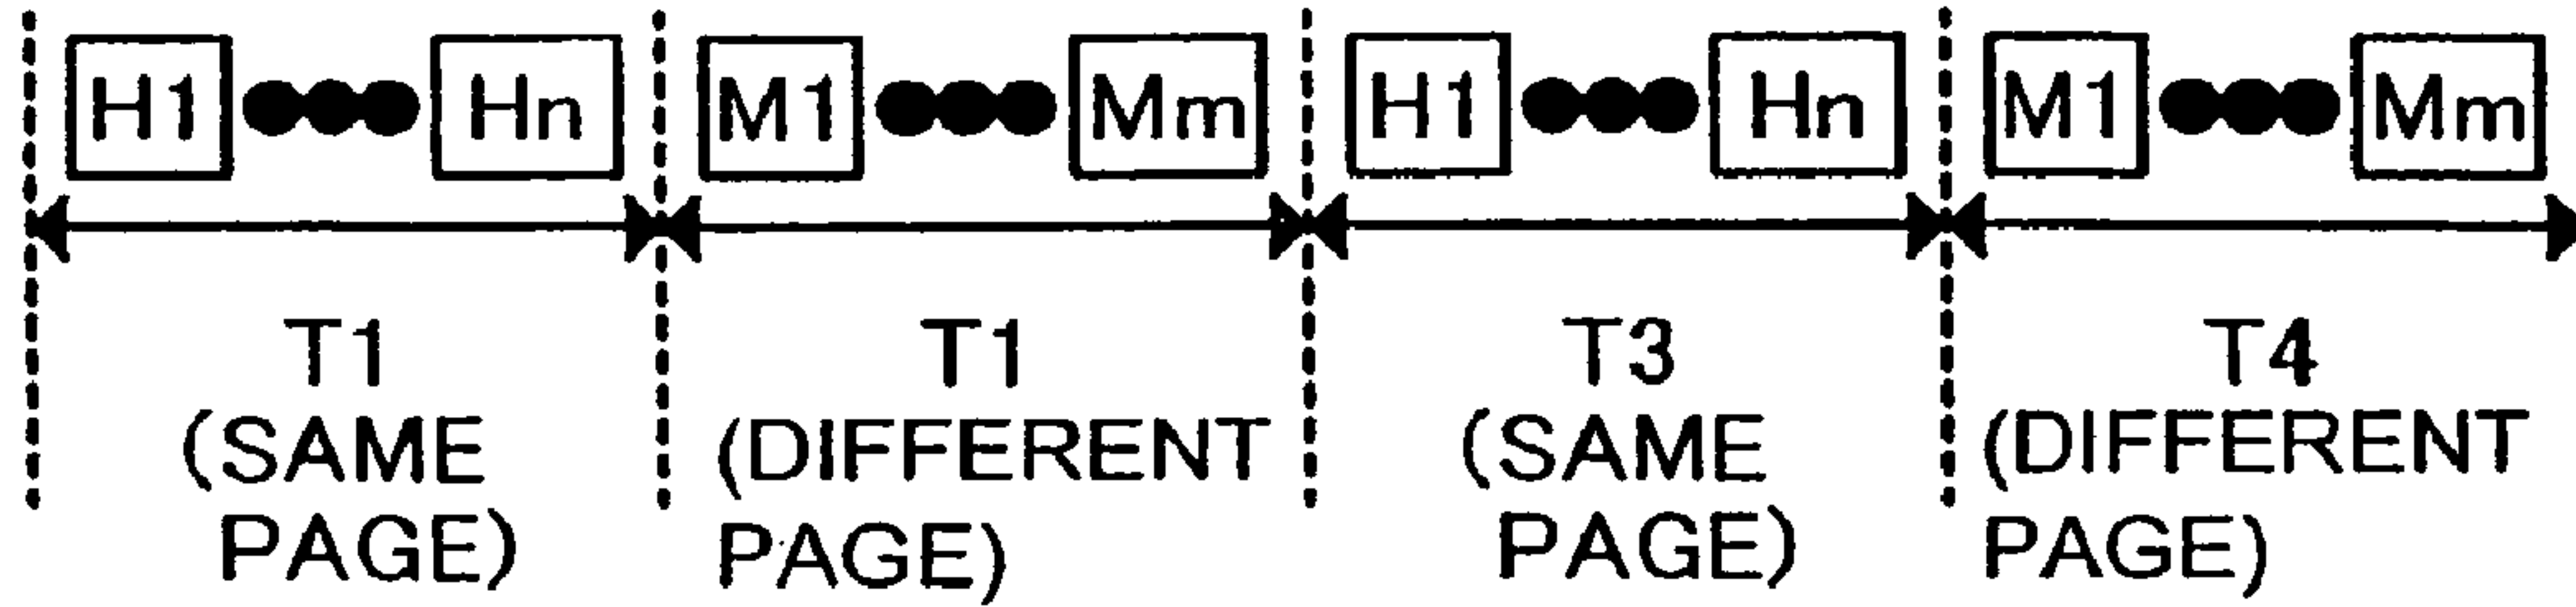 H1 Hn M1 Mm H1 Hn M1 Mm
T1 T1 T3 T4
(SAME (DIFFERENT (SAME (DIFFERENT
PAGE) PAGE) PAGE) PAGE)